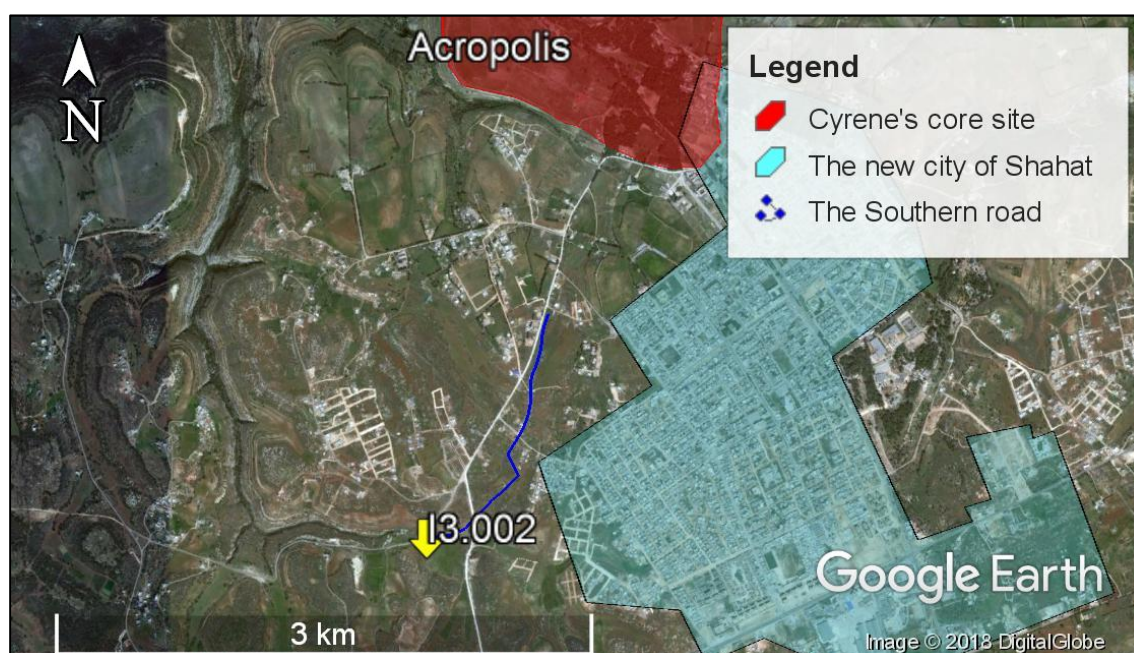 Acropolis
N
Legend
Cyrene's core site
The new city of Shahat
The Southern road
I3.002
3 km
Google Earth
Image © 2018 DigitalGlobe